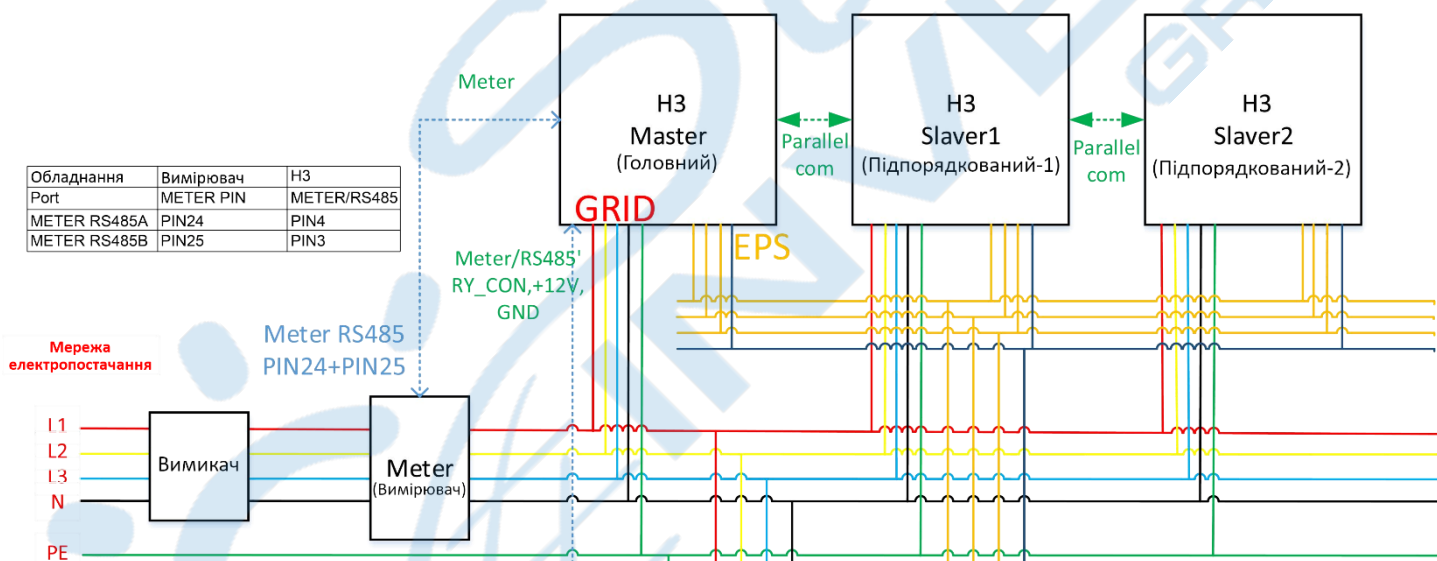 Meter
H3
Master
(Головний)
Parallel
com
H3
Slaver1
(Підпорядкований-1)
Parallel
com
H3
Slaver2
(Підпорядкований-2)
Обладнання Вимірювач H3
Port METER PIN METER/RS485
METER RS485A PIN24 PIN4
METER RS485B PIN25 PIN3
GRID
EPS
Meter/RS485'
RY_CON,+12V,
GND
Meter RS485
PIN24+PIN25
Мережа
електропостачання
L1
L2
L3
N
PE
Вимикач
Meter
(Вимірювач)
INVE
GR